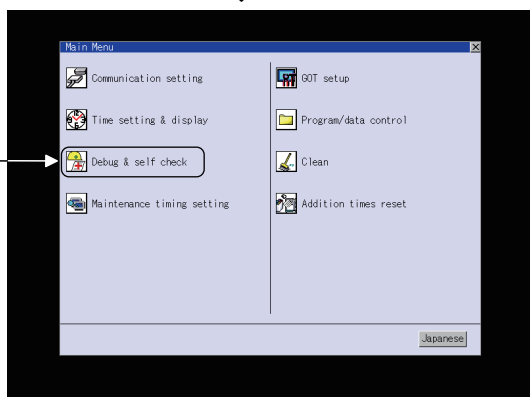 Main Menu
Communication setting
Time setting & display
Debug & self check
Maintenance timing setting
GOT setup
Program/data control
Clean
Addition times reset
Japanese